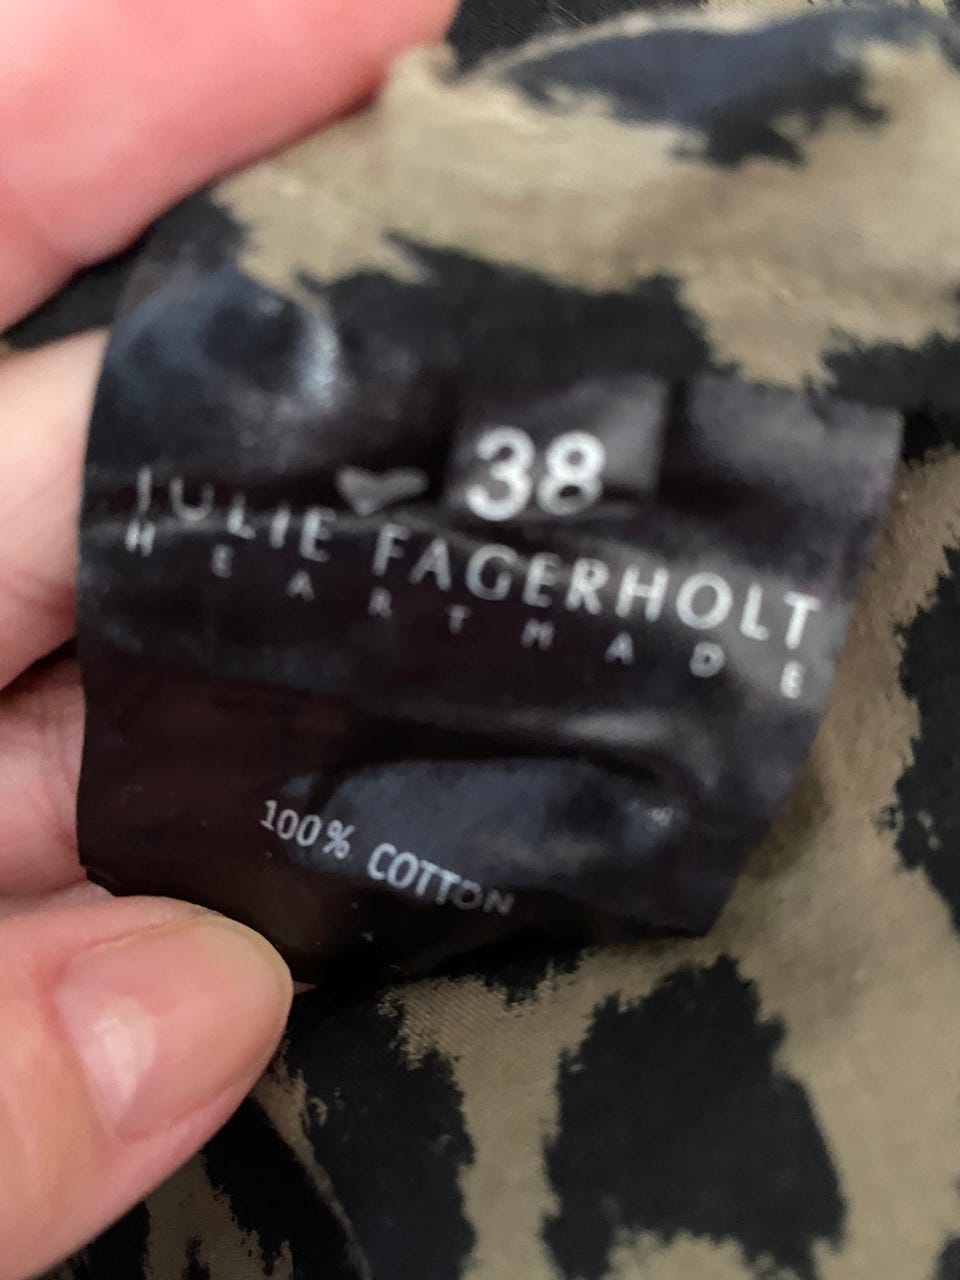 38
JULIE FAGERHOLT
HEARTMADE
100% COTTON